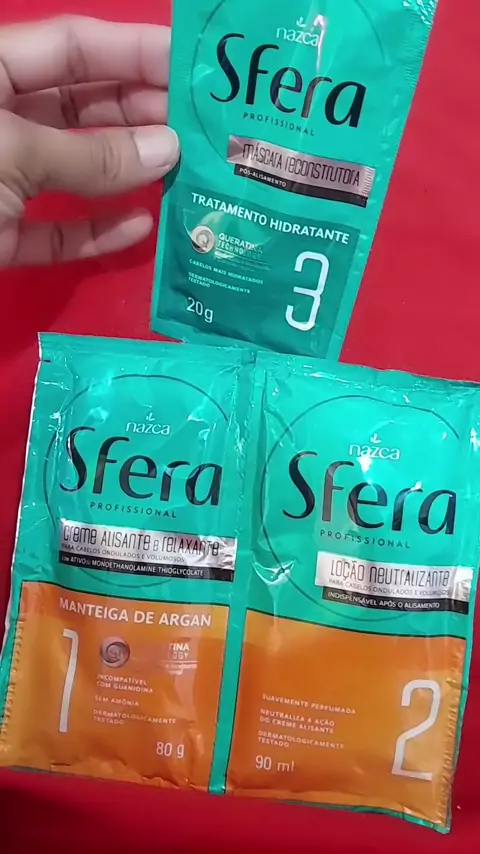 nazca
Sfera
PROFISSIONAL
máscara reconstrutora
PÓS-ALISAMENTO
TRATAMENTO HIDRATANTE
QUERATINA
TECHNOLOGY
CABELOS MAIS HIDRATADOS
DERMATOLOGICAMENTE
TESTADO
3
20g
nazca
Sfera
PROFISSIONAL
creme alisante e relaxante
PARA CABELOS ONDULADOS E VOLUMOSOS
COM ATIVO: MONOETHANOLAMINE THIOGLYCOLATE
MANTEIGA DE ARGAN
1
INCOMPATÍVEL
COM GUANIDINA
SEM AMÔNIA
DERMATOLOGICAMENTE
TESTADO
80 g
nazca
Sfera
PROFISSIONAL
loção neutralizante
PARA CABELOS ONDULADOS E VOLUMOSOS
INDISPENSÁVEL APÓS O ALISAMENTO
SUAVEMENTE PERFUMADA
NEUTRALIZA A AÇÃO
DO CREME ALISANTE
DERMATOLOGICAMENTE
TESTADO
2
90 ml